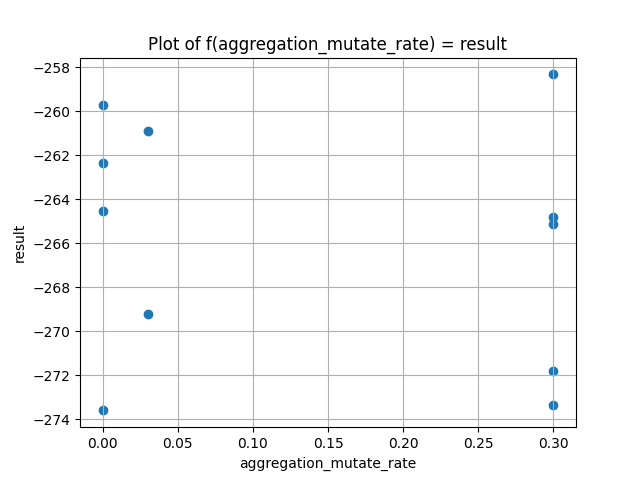 Plot of f(aggregation_mutate_rate) = result
−258
−260
−262
−264
−266
−268
−270
−272
−274
result
0.00 0.05 0.10 0.15 0.20 0.25 0.30
aggregation_mutate_rate